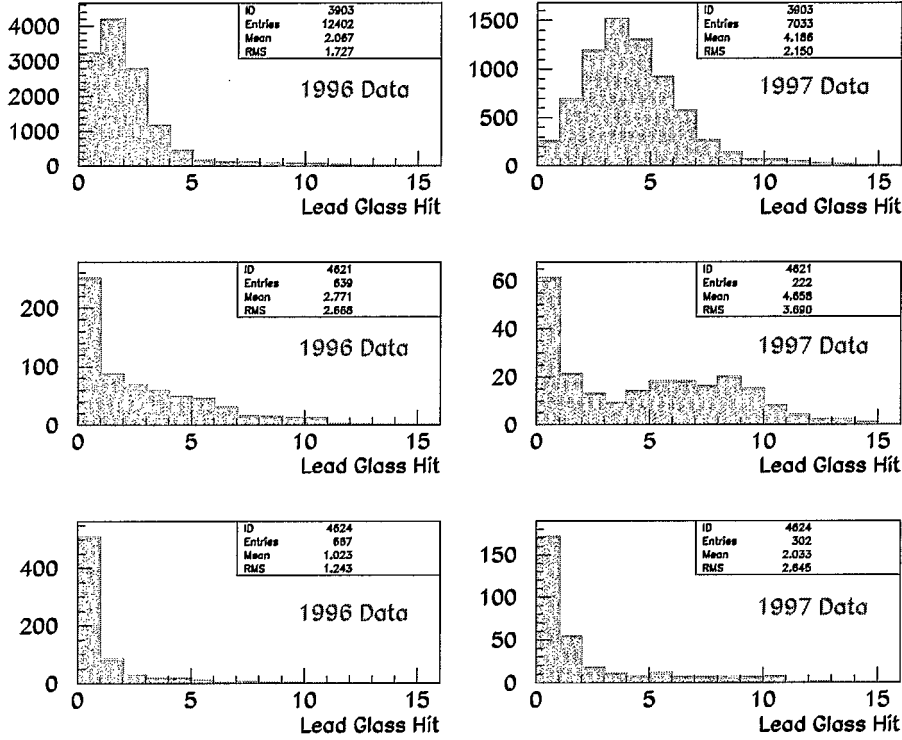 ID 3903
Entries 12402
Mean 2.067
RMS 1.727
1996 Data
4000
3000
2000
1000
0
0 5 10 15
Lead Glass Hit
ID 3903
Entries 7033
Mean 4.186
RMS 2.150
1997 Data
1500
1000
500
0
0 5 10 15
Lead Glass Hit
ID 4621
Entries 639
Mean 2.771
RMS 2.668
1996 Data
200
100
0
0 5 10 15
Lead Glass Hit
ID 4621
Entries 222
Mean 4.658
RMS 3.690
1997 Data
60
40
20
0
0 5 10 15
Lead Glass Hit
ID 4624
Entries 667
Mean 1.023
RMS 1.243
1996 Data
400
200
0
0 5 10 15
Lead Glass Hit
ID 4624
Entries 302
Mean 2.033
RMS 2.645
1997 Data
150
100
50
0
0 5 10 15
Lead Glass Hit